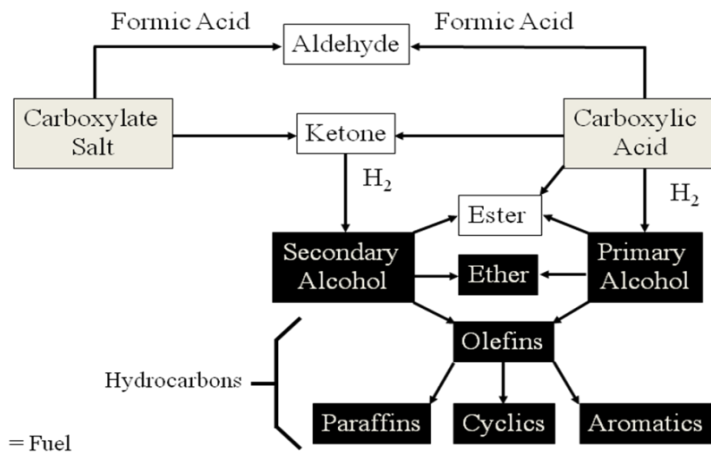 Formic Acid
Formic Acid
Aldehyde
Carboxylate
Salt
Ketone
Carboxylic
Acid
H₂
H₂
Ester
Secondary
Alcohol
Ether
Primary
Alcohol
Olefins
Hydrocarbons
Paraffins
Cyclics
Aromatics
= Fuel